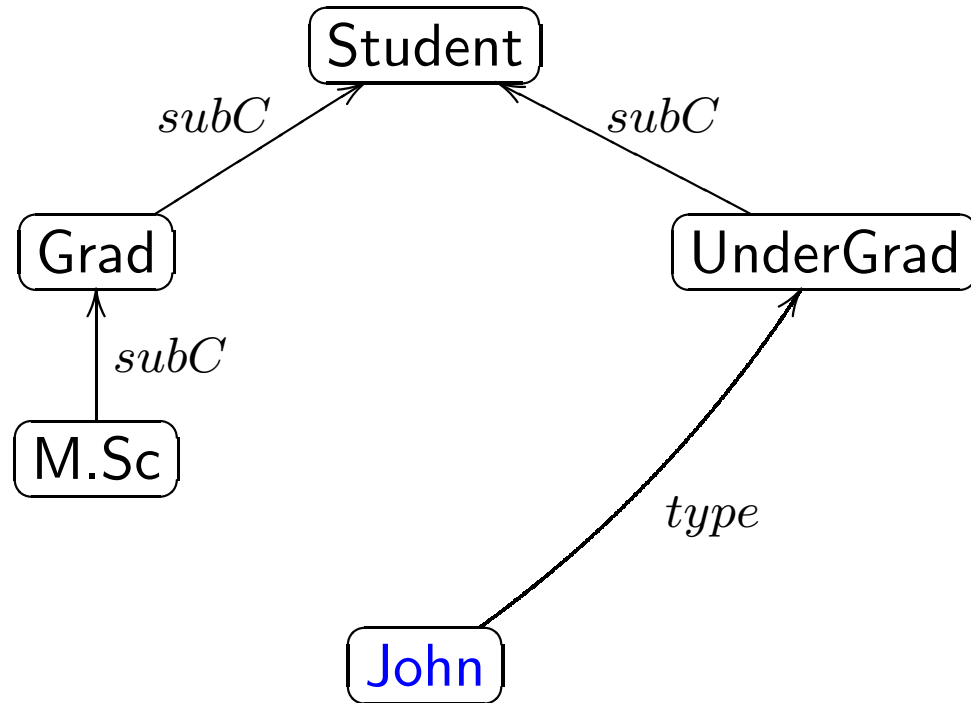 Student
subC
subC
Grad
UnderGrad
subC
M.Sc
type
John